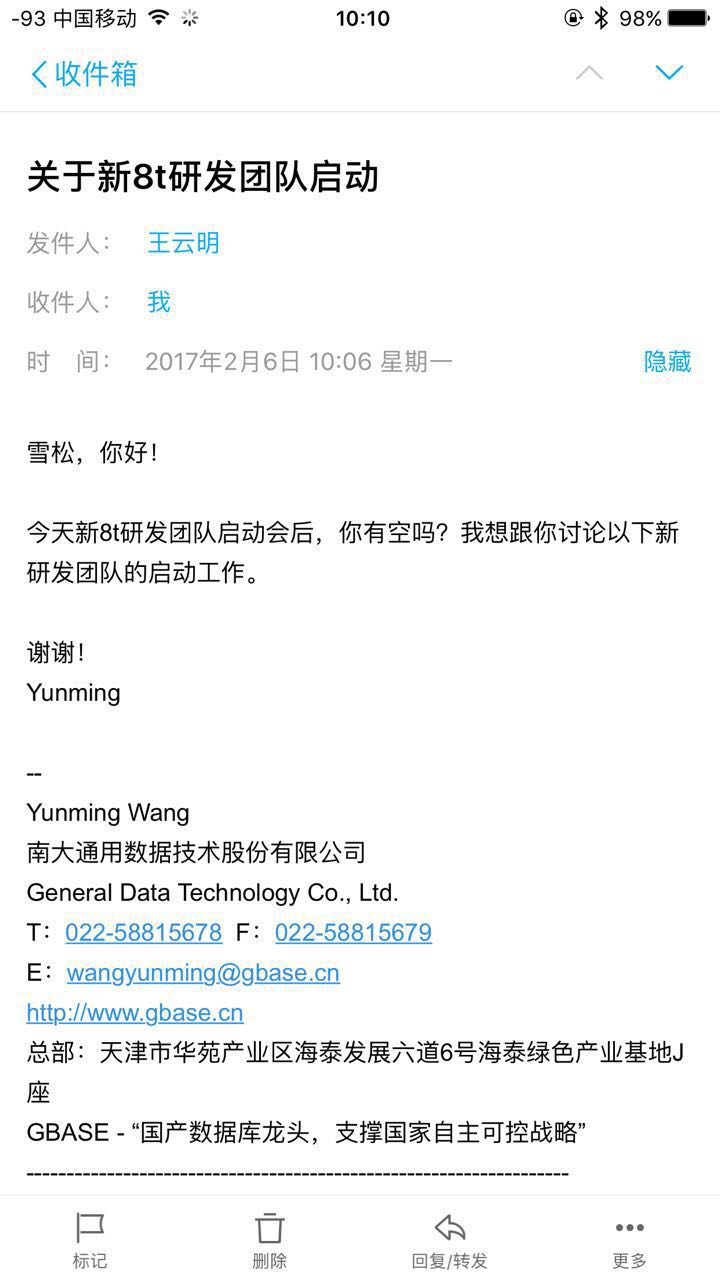 -93 中国移动 10:10 98%
收件箱
关于新8t研发团队启动
发件人： 王云明
收件人： 我
时 间： 2017年2月6日 10:06 星期一 隐藏
雪松，你好！
今天新8t研发团队启动会后，你有空吗？我想跟你讨论以下新
研发团队的启动工作。
谢谢！
Yunming
--
Yunming Wang
南大通用数据技术股份有限公司
General Data Technology Co., Ltd.
T：022-58815678 F：022-58815679
E：wangyunming@gbase.cn
http://www.gbase.cn
总部：天津市华苑产业区海泰发展六道6号海泰绿色产业基地J
座
GBASE - “国产数据库龙头，支撑国家自主可控战略”
--------------------------------------------------------------------
标记 删除 回复/转发 更多